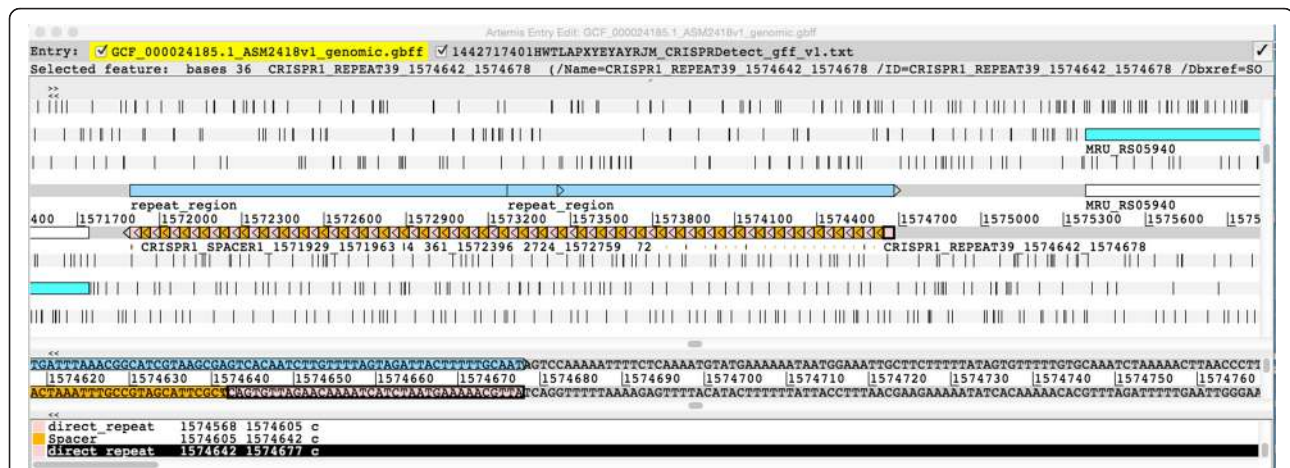 Artemis Entry Edit: GCF_000024185.1_ASM2418v1_genomic.gbff
Entry: GCF_000024185.1_ASM2418v1_genomic.gbff 1442717401HWTLAPXYEYAYRJM_CRISPRDetect_gff_v1.txt
Selected feature: bases 36 CRISPR1_REPEAT39_1574642_1574678 (/Name=CRISPR1_REPEAT39_1574642_1574678 /ID=CRISPR1_REPEAT39_1574642_1574678 /Dbxref=SO
>>
<<
MRU_RS05940
repeat_region repeat_region MRU_RS05940
400 1571700 1572000 1572300 1572600 1572900 1573200 1573500 1573800 1574100 1574400 1574700 1575000 1575300 1575600 1575
CRISPR1_SPACER1_1571929_1571963 4_361_1572396_2724_1572759_72 CRISPR1_REPEAT39_1574642_1574678
<<
TGATTTAAACGGCATCGTAAGCGAGTCACAATCTTGTTTTAGTAGATTACTTTTTGCAATAGTCCAAAAATTTTCTCAAAATGTATGAAAAAATAATGGAAATTGCTTCTTTTTATAGTGTTTTTGTGCAAATCTAAAAACTTAACCCTT
1574620 1574630 1574640 1574650 1574660 1574670 1574680 1574690 1574700 1574710 1574720 1574730 1574740 1574750 1574760
ACTAAATTTGCCGTAGCATTCGCTCAGTGTTAGAACAAAATCATCTAATGAAAAACGTTATCAGGTTTTTAAAAGAGTTTTACATACTTTTTTATTACCTTTAACGAAGAAAAATATCACAAAAACACGTTTAGATTTTTGAATTGGGAA
<<
direct_repeat 1574568 1574605 c
Spacer 1574605 1574642 c
direct_repeat 1574642 1574677 c